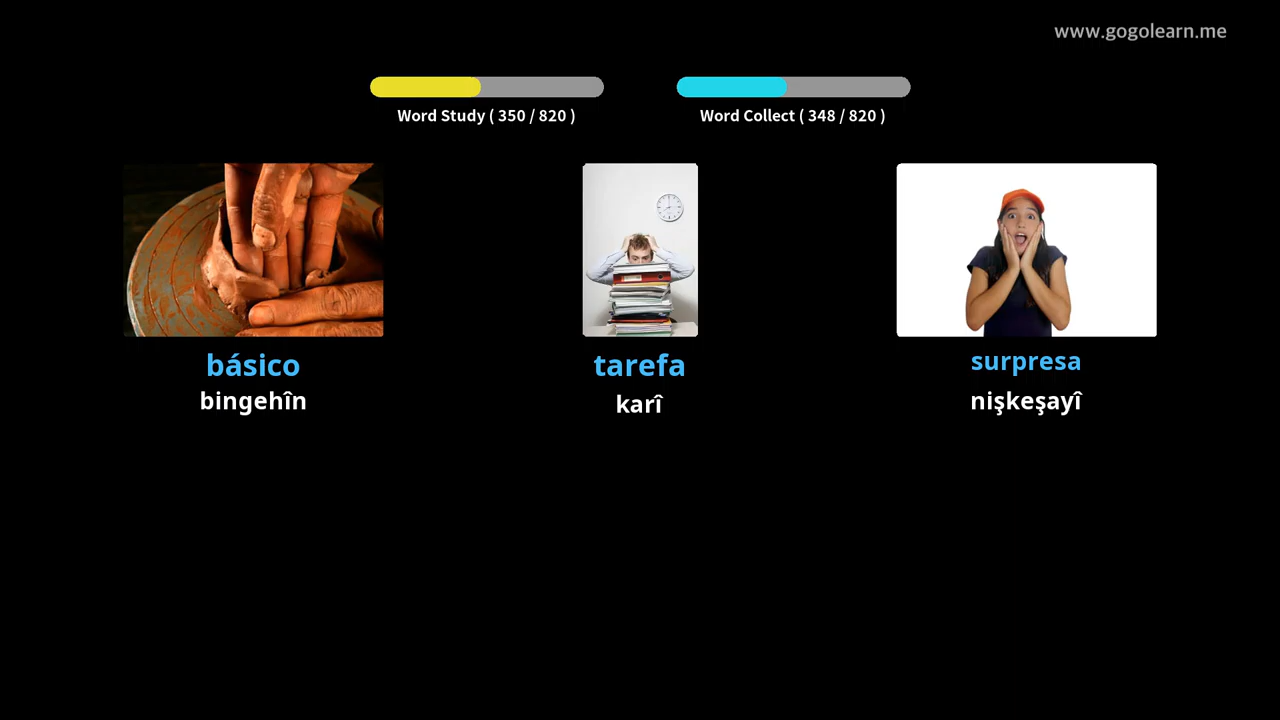 www.gogolearn.me
Word Study ( 350 / 820 )
Word Collect ( 348 / 820 )
básico
bingehîn
tarefa
karî
surpresa
nişkeşayî